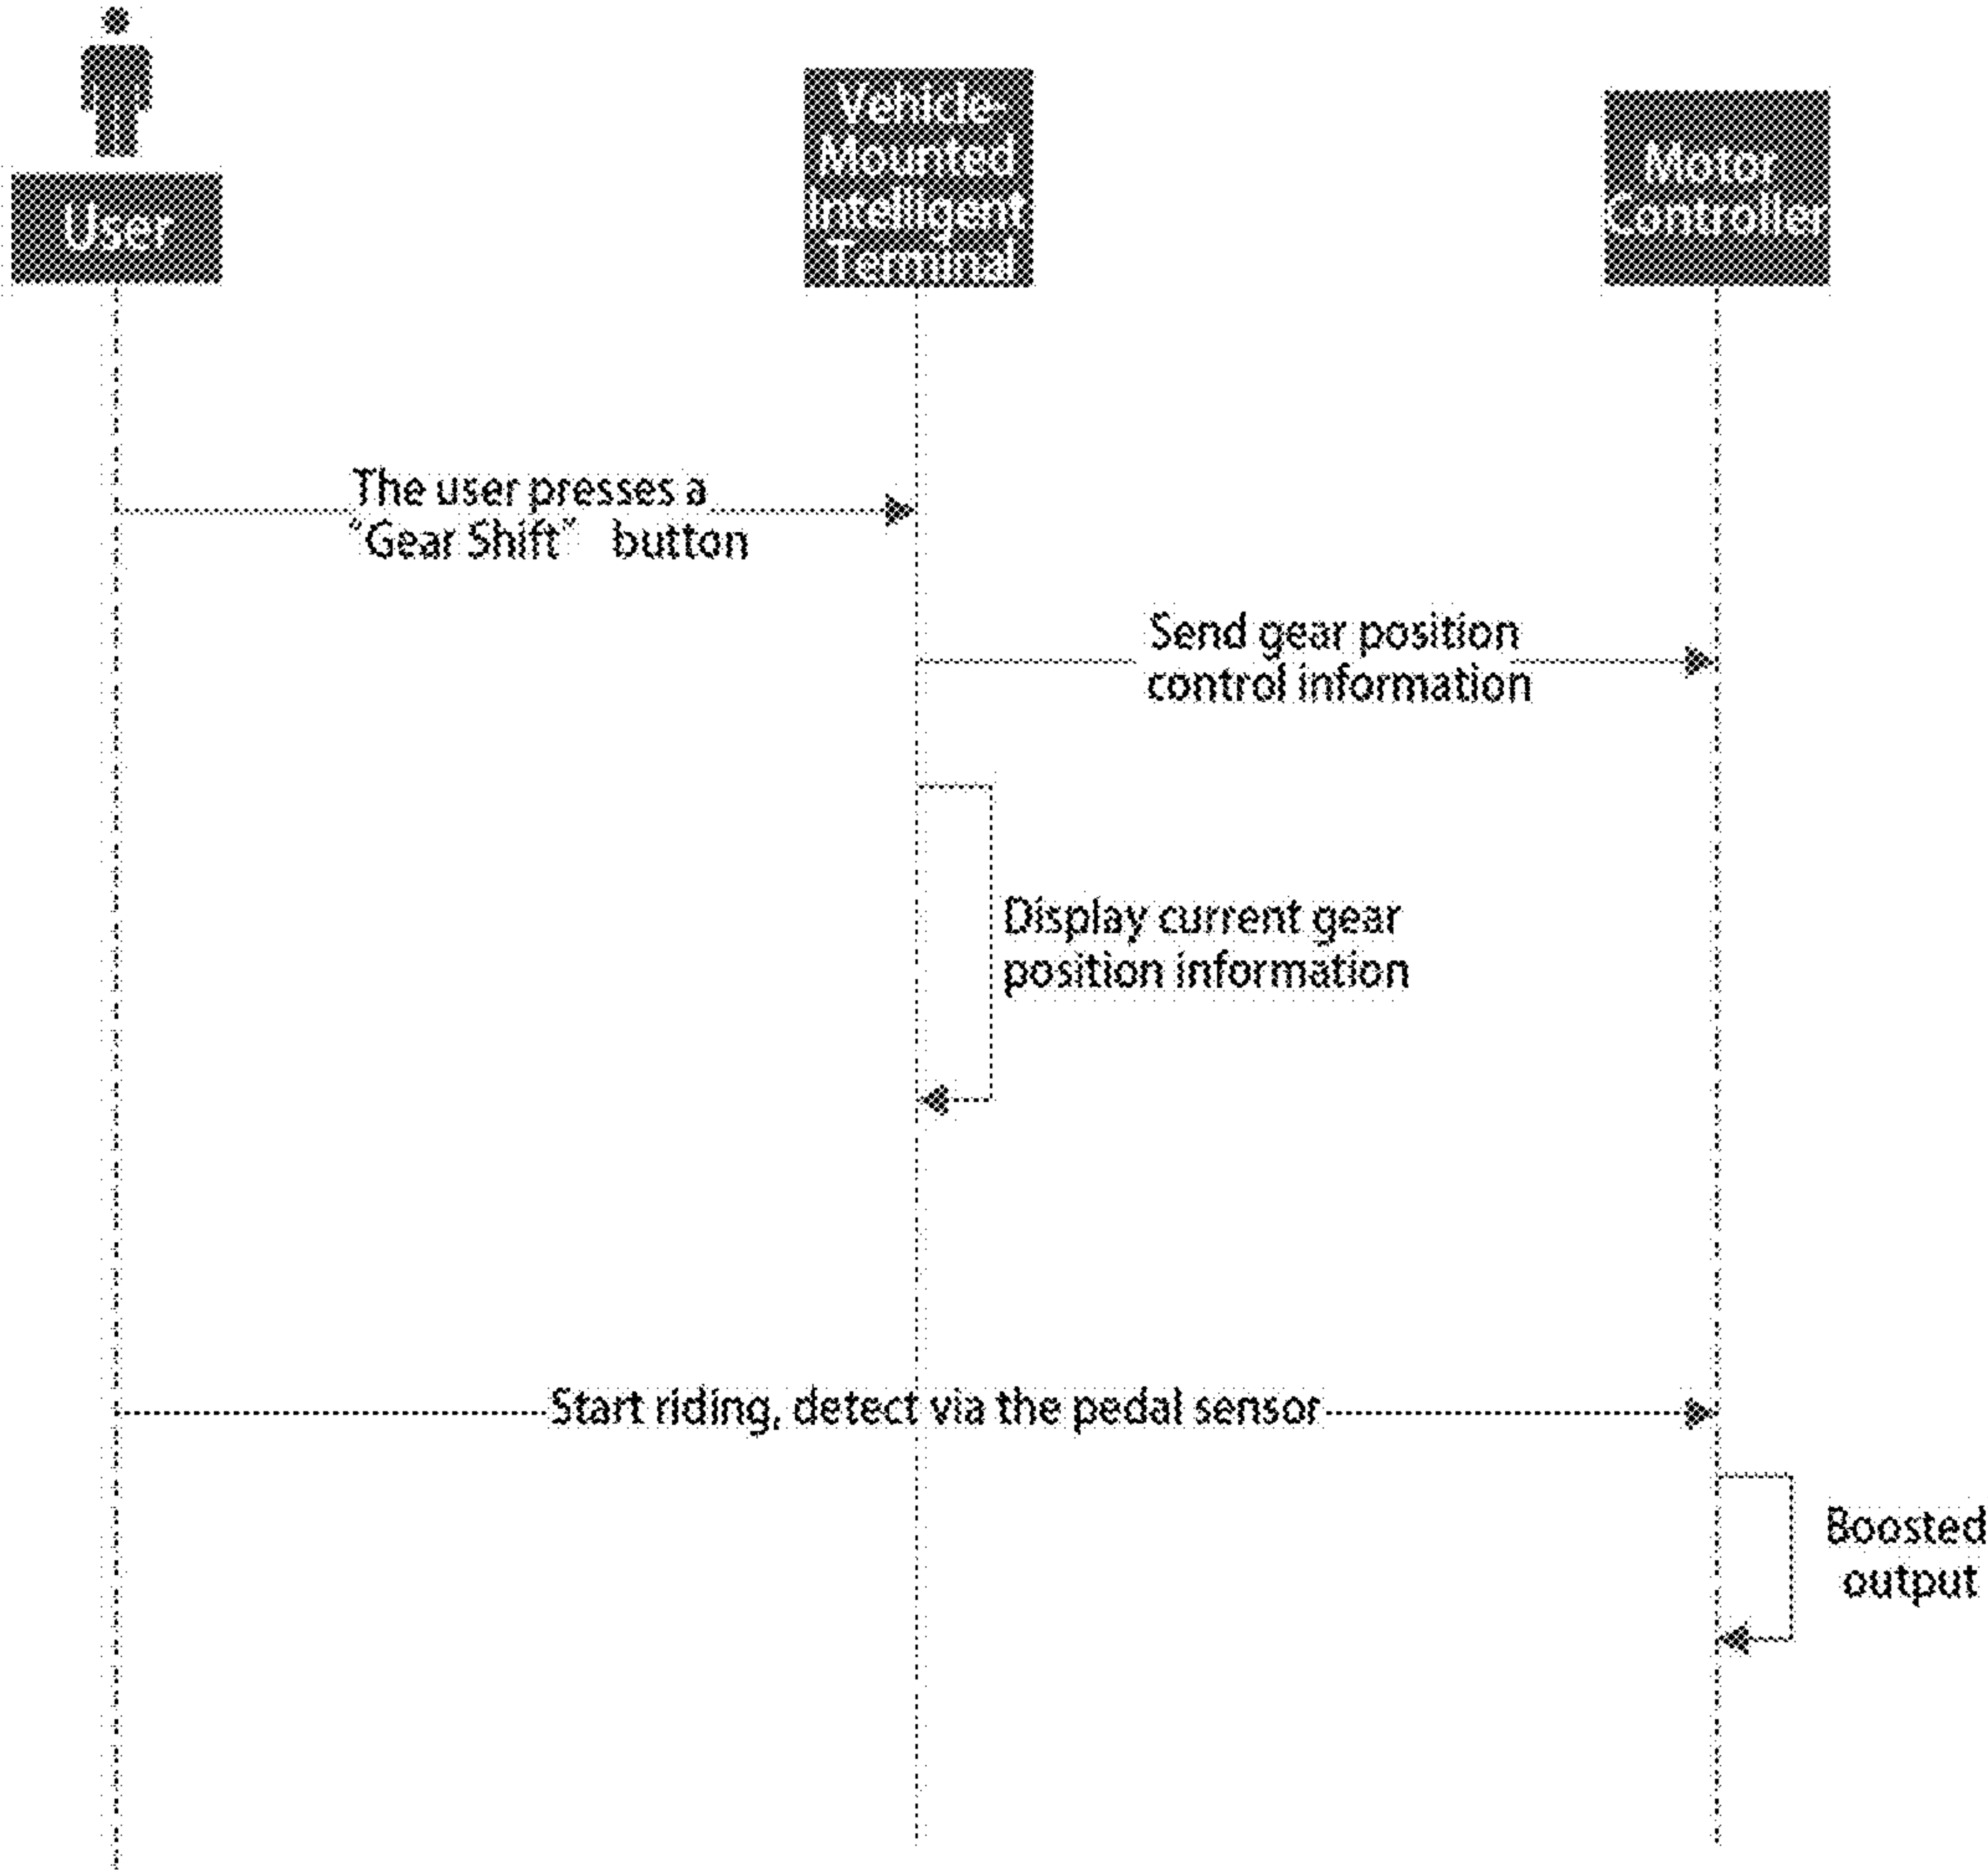 User
Vehicle-
Mounted
Intelligent
Terminal
Motor
Controller
The user presses a
“Gear Shift” button
Send gear position
control information
Display current gear
position information
Start riding, detect via the pedal sensor
Boosted
output